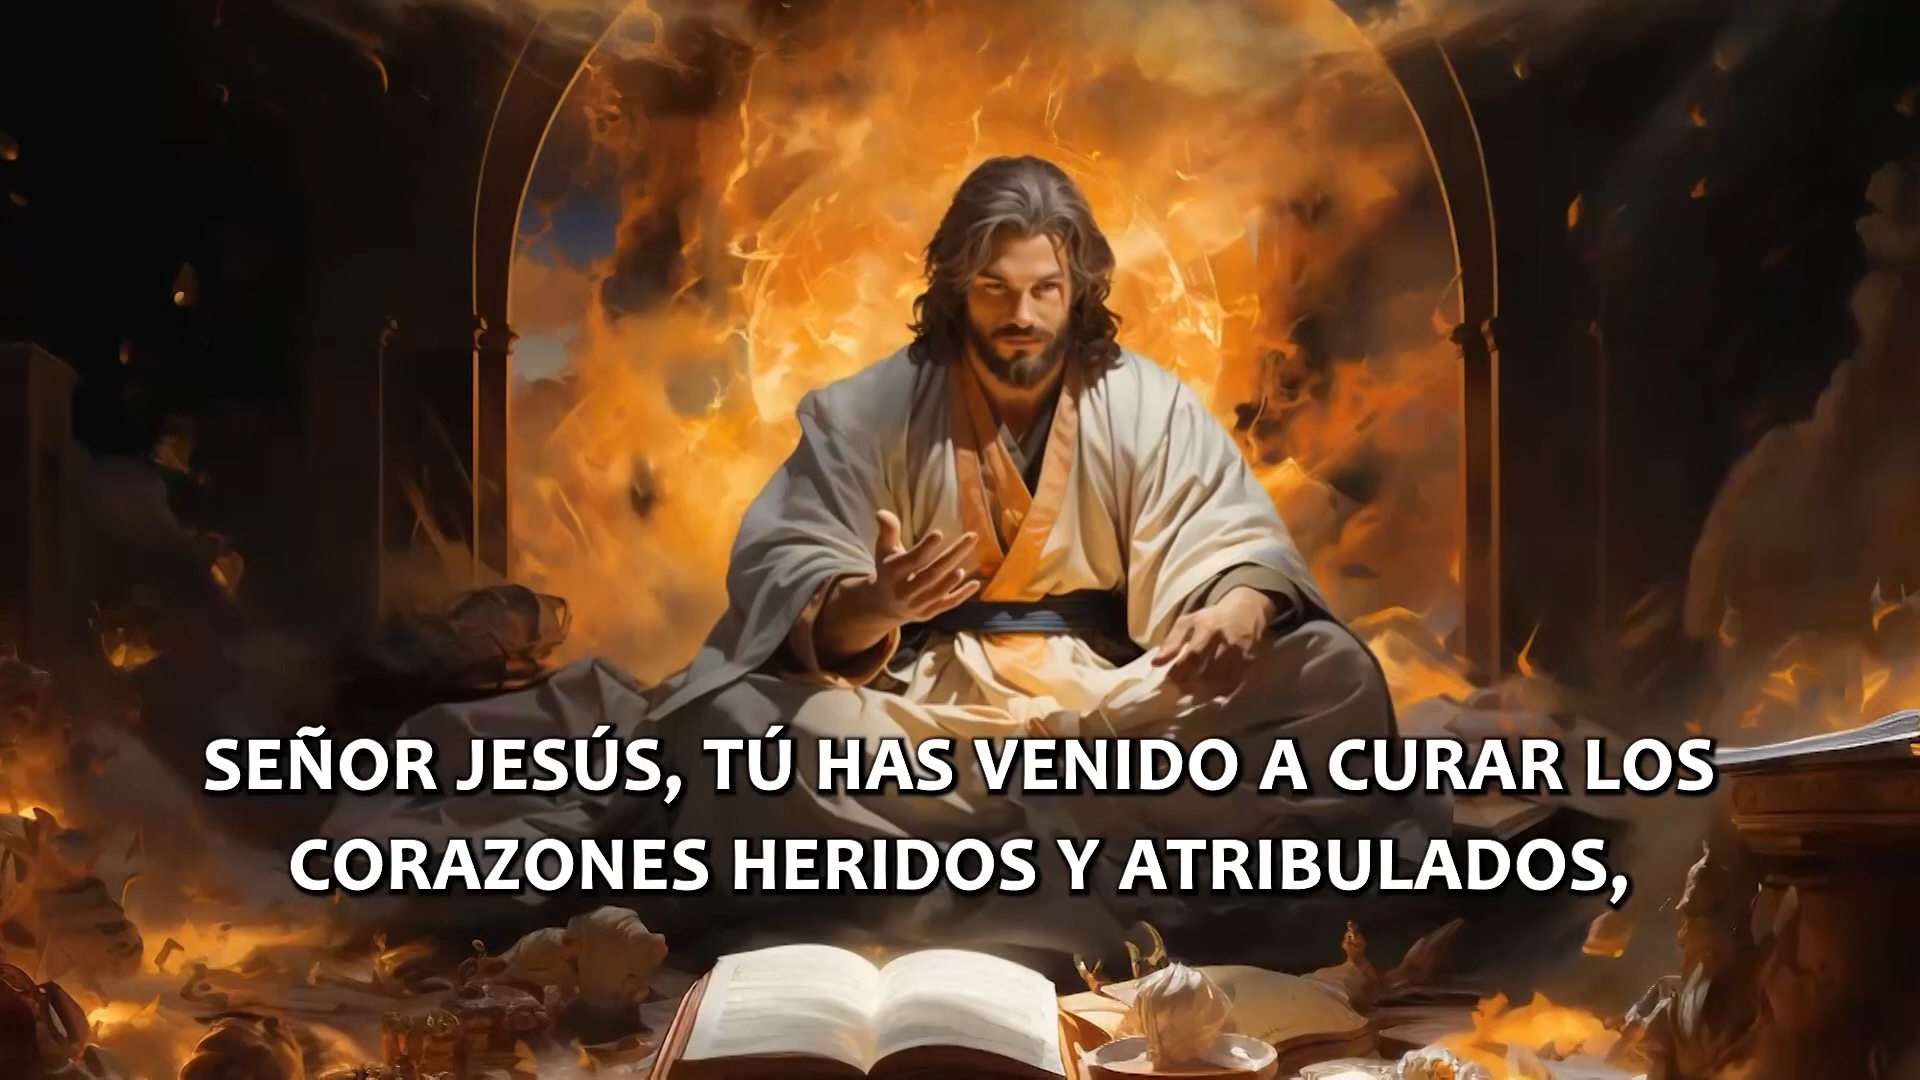 SEÑOR JESÚS, TÚ HAS VENIDO A CURAR LOS
CORAZONES HERIDOS Y ATRIBULADOS,